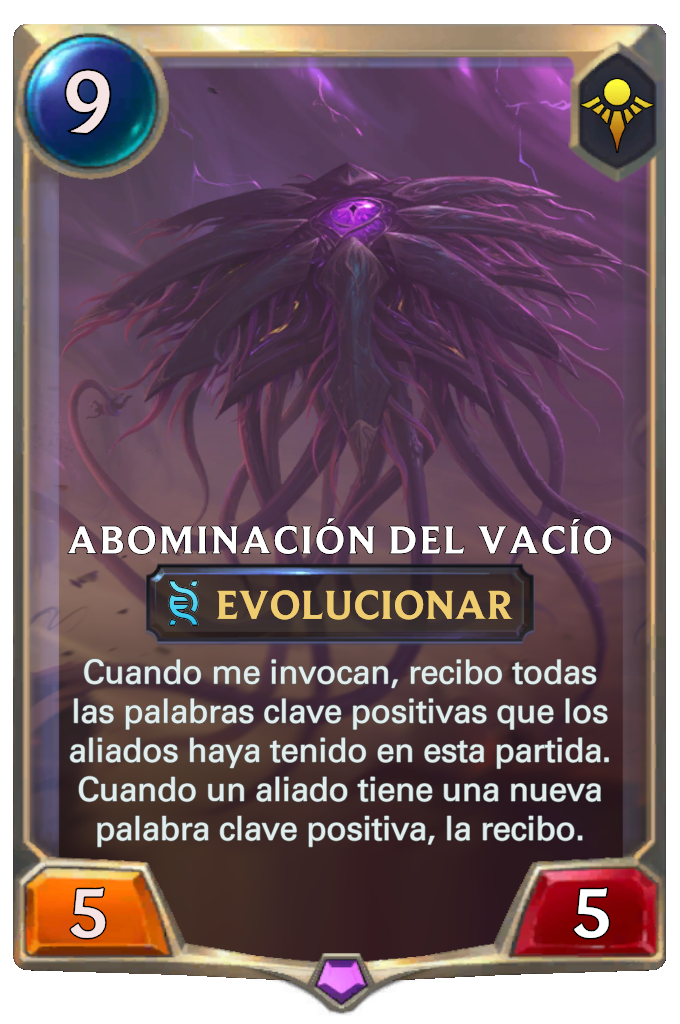 9
ABOMINACIÓN DEL VACÍO
EVOLUCIONAR
Cuando me invocan, recibo todas
las palabras clave positivas que los
aliados haya tenido en esta partida.
Cuando un aliado tiene una nueva
palabra clave positiva, la recibo.
5
5